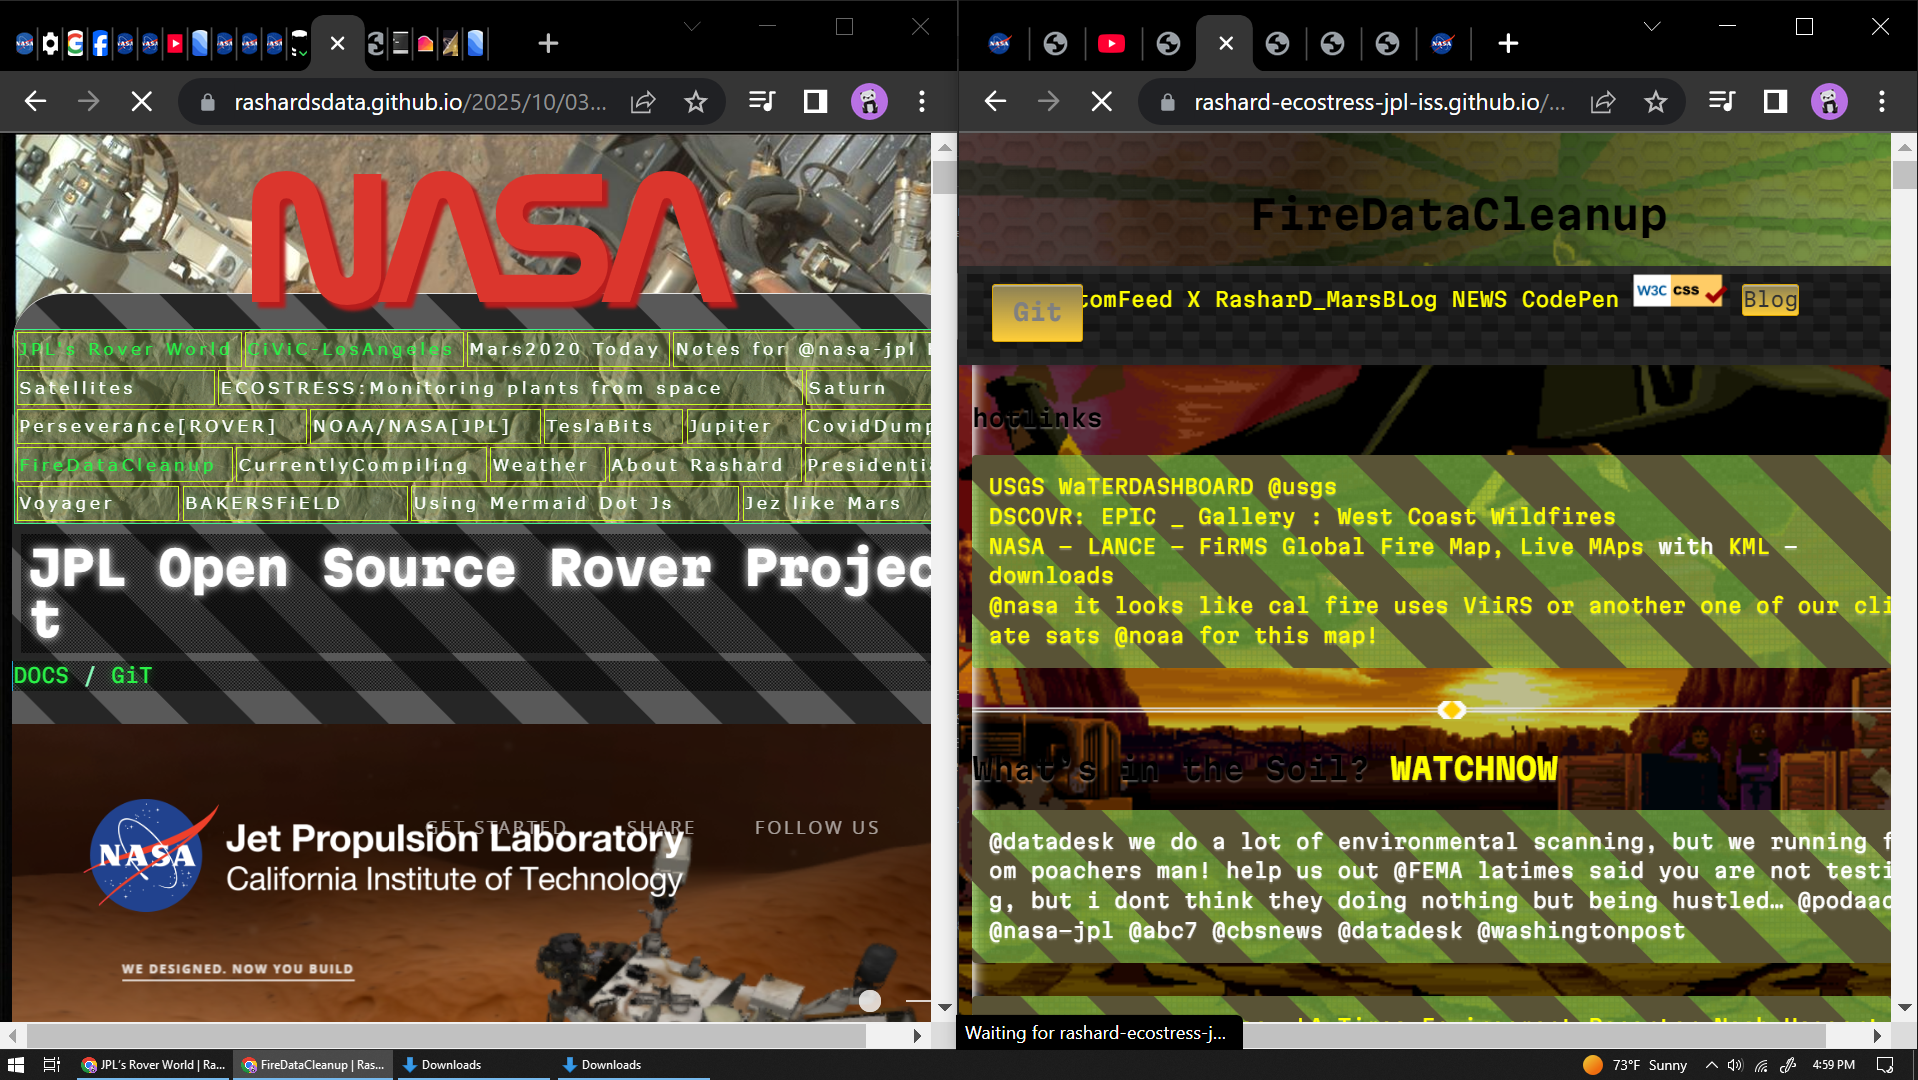 rashardsdata.github.io/2025/10/03...
NASA
JPL's Rover World
CiViC-LosAngeles
Mars2020 Today
Notes for @nasa-jpl
Satellites
ECOSTRESS:Monitoring plants from space
Saturn
Perseverance[ROVER]
NOAA/NASA[JPL]
TeslaBits
Jupiter
CovidDump
FireDataCleanup
CurrentlyCompiling
Weather
About Rashard
Presidentia
Voyager
BAKERSFiELD
Using Mermaid Dot Js
Jez like Mars
JPL Open Source Rover Projec
t
DOCS / GiT
GET STARTED
SHARE
FOLLOW US
NASA
Jet Propulsion Laboratory
California Institute of Technology
WE DESIGNED. NOW YOU BUILD
rashard-ecostress-jpl-iss.github.io/...
FireDataCleanup
Git
tomFeed X RasharD_MarsBLog NEWS CodePen
W3C css
Blog
hotlinks
USGS WaTERDASHBOARD @usgs
DSCOVR: EPIC _ Gallery : West Coast Wildfires
NASA – LANCE – FiRMS Global Fire Map, Live MAps with KML –
downloads
@nasa it looks like cal fire uses ViiRS or another one of our cli
ate sats @noaa for this map!
What's in the Soil? WATCHNOW
@datadesk we do a lot of environmental scanning, but we running f
om poachers man! help us out @FEMA latimes said you are not testi
g, but i dont think they doing nothing but being hustled… @podaac
@nasa-jpl @abc7 @cbsnews @datadesk @washingtonpost
Waiting for rashard-ecostress-j...
JPL's Rover World | Ra...
FireDataCleanup | Ras...
Downloads
Downloads
73°F Sunny
4:59 PM